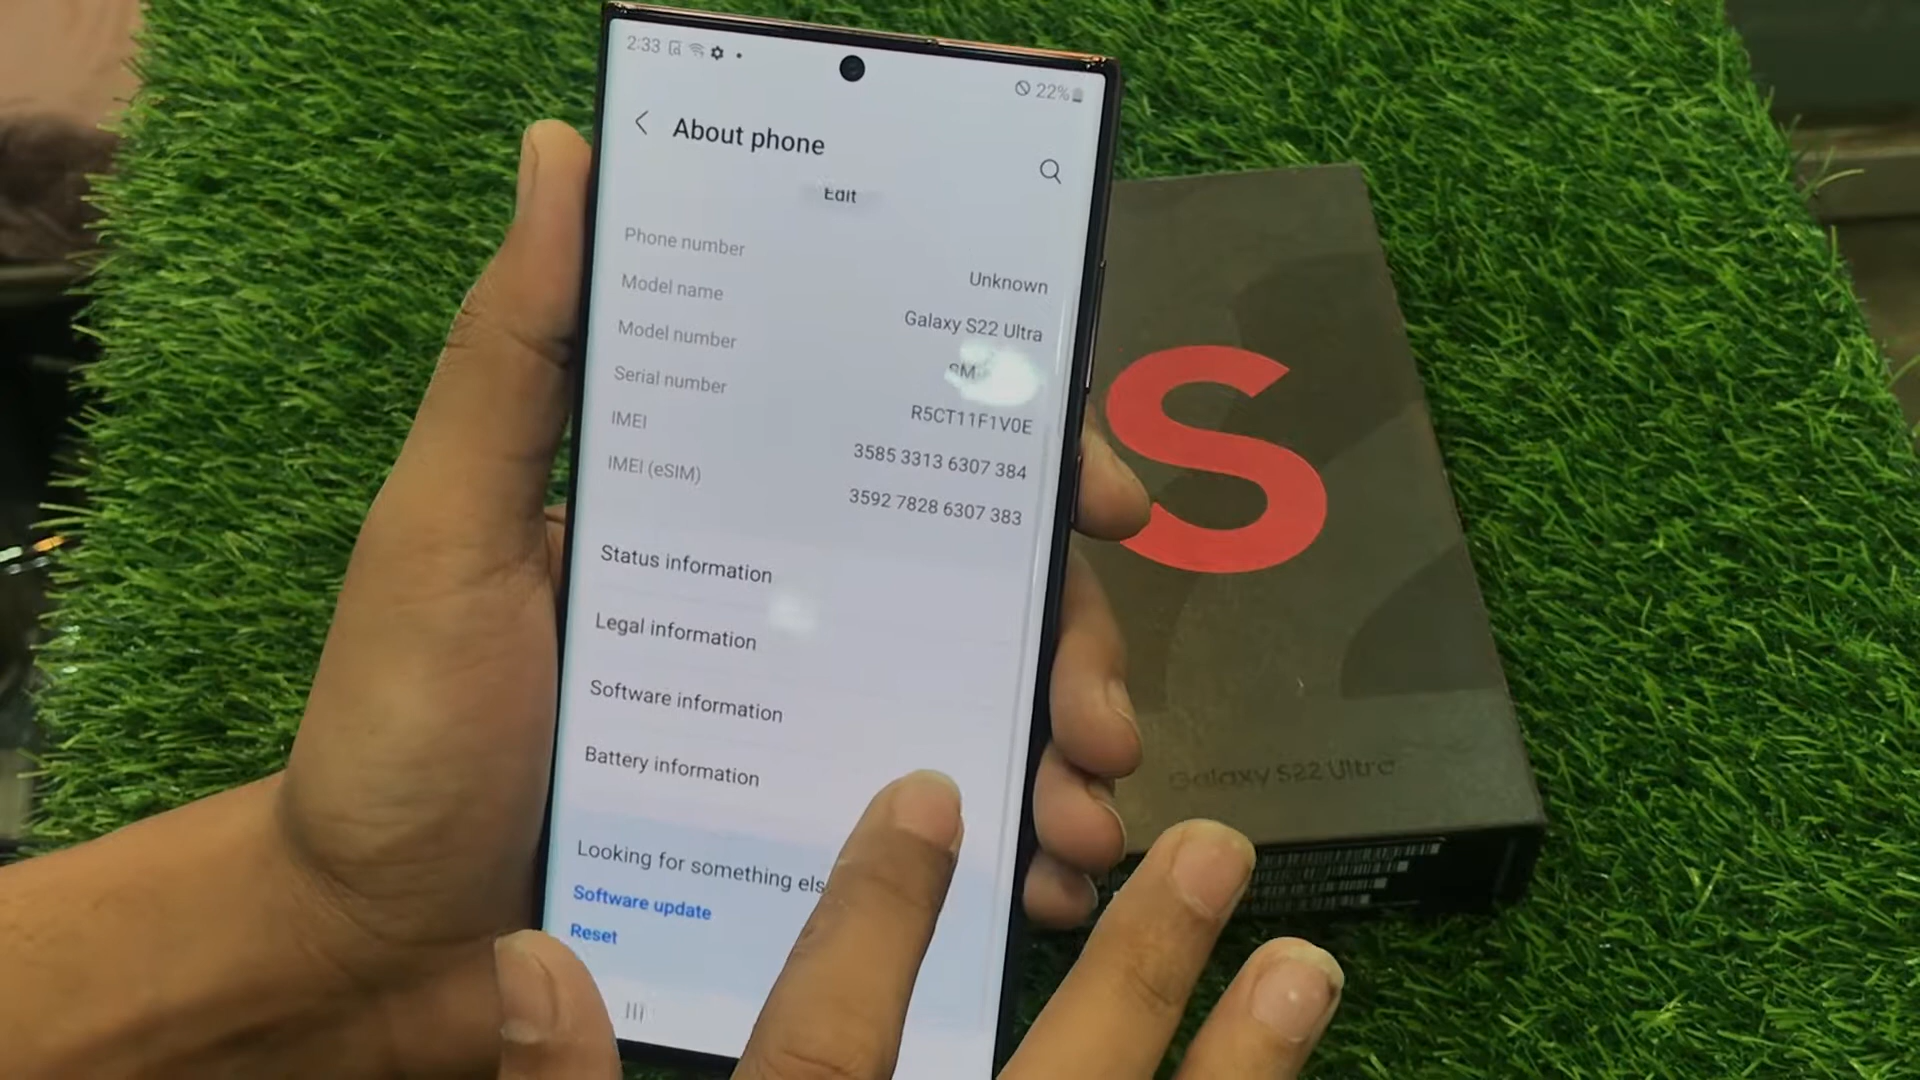 2:33
22%
About phone
Edit
Phone number
Unknown
Model name
Galaxy S22 Ultra
Model number
SM-
Serial number
R5CT11F1V0E
IMEI
3585 3313 6307 384
IMEI (eSIM)
3592 7828 6307 383
Status information
Legal information
Software information
Battery information
Looking for something els
Software update
Reset
S
Galaxy S22 Ultra